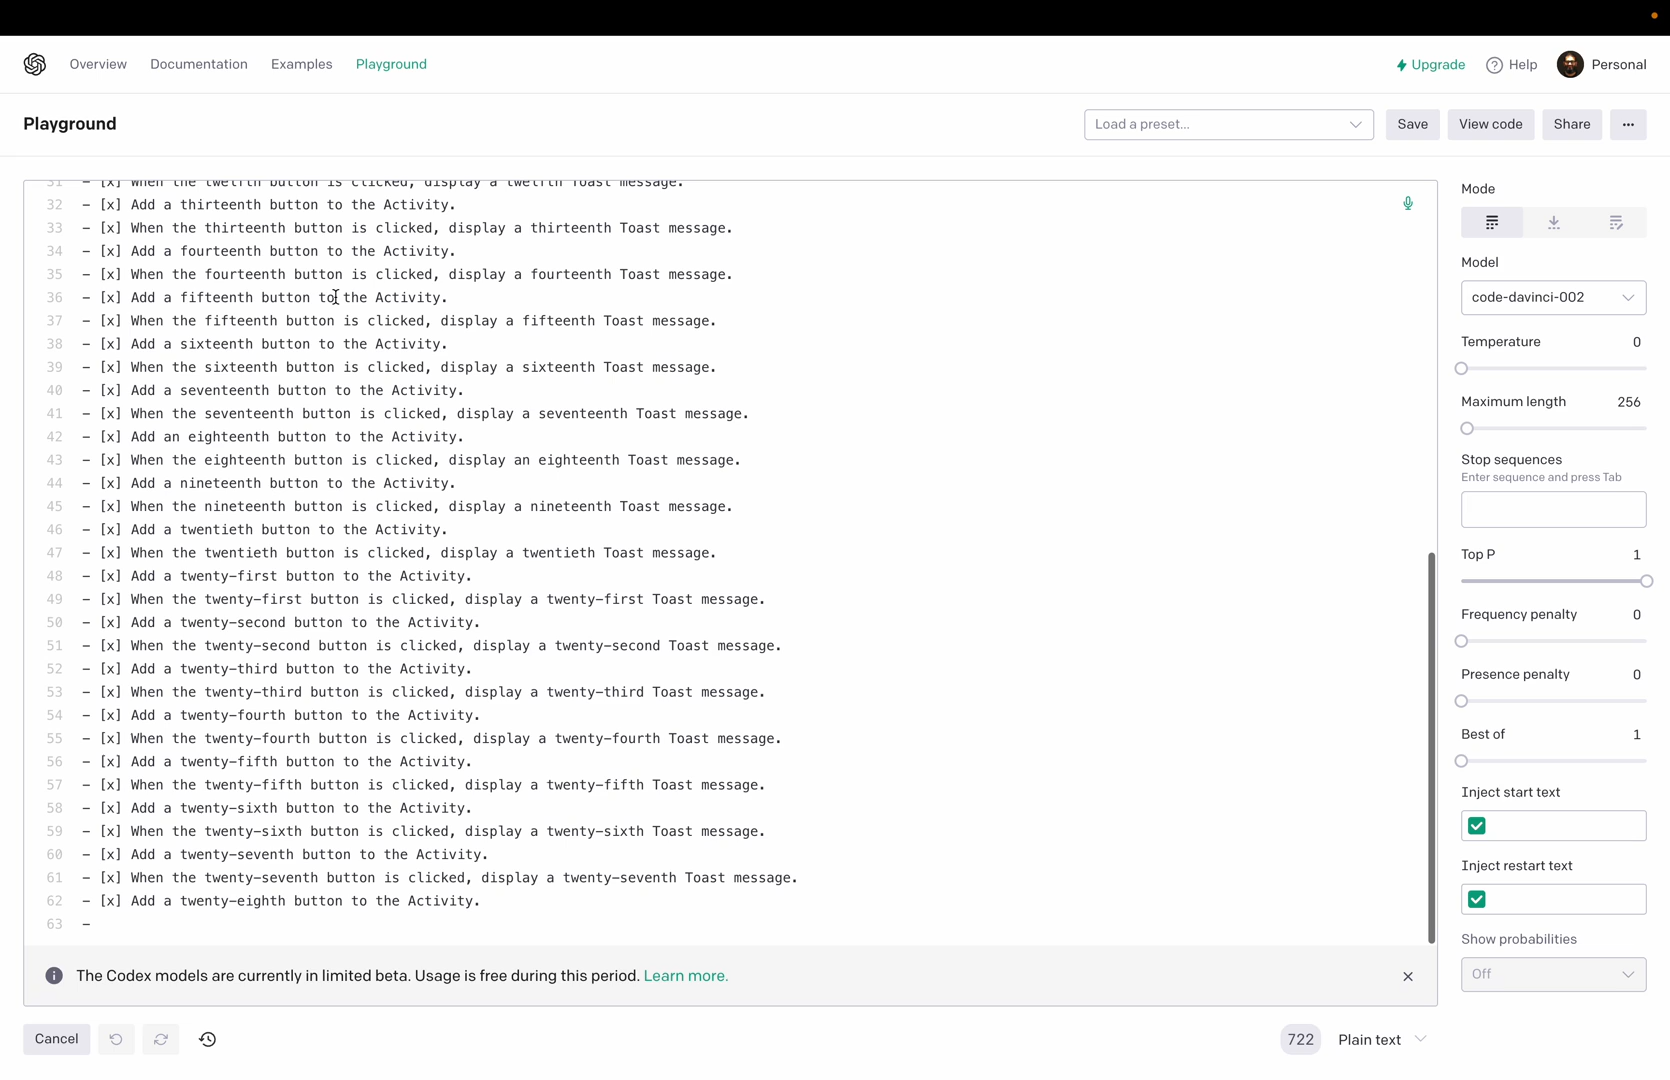 Overview Documentation Examples Playground Upgrade Help Personal
Playground
Load a preset... Save View code Share ...
31 - [x] When the twelfth button is clicked, display a twelfth Toast message.
32 - [x] Add a thirteenth button to the Activity.
33 - [x] When the thirteenth button is clicked, display a thirteenth Toast message.
34 - [x] Add a fourteenth button to the Activity.
35 - [x] When the fourteenth button is clicked, display a fourteenth Toast message.
36 - [x] Add a fifteenth button to the Activity.
37 - [x] When the fifteenth button is clicked, display a fifteenth Toast message.
38 - [x] Add a sixteenth button to the Activity.
39 - [x] When the sixteenth button is clicked, display a sixteenth Toast message.
40 - [x] Add a seventeenth button to the Activity.
41 - [x] When the seventeenth button is clicked, display a seventeenth Toast message.
42 - [x] Add an eighteenth button to the Activity.
43 - [x] When the eighteenth button is clicked, display an eighteenth Toast message.
44 - [x] Add a nineteenth button to the Activity.
45 - [x] When the nineteenth button is clicked, display a nineteenth Toast message.
46 - [x] Add a twentieth button to the Activity.
47 - [x] When the twentieth button is clicked, display a twentieth Toast message.
48 - [x] Add a twenty-first button to the Activity.
49 - [x] When the twenty-first button is clicked, display a twenty-first Toast message.
50 - [x] Add a twenty-second button to the Activity.
51 - [x] When the twenty-second button is clicked, display a twenty-second Toast message.
52 - [x] Add a twenty-third button to the Activity.
53 - [x] When the twenty-third button is clicked, display a twenty-third Toast message.
54 - [x] Add a twenty-fourth button to the Activity.
55 - [x] When the twenty-fourth button is clicked, display a twenty-fourth Toast message.
56 - [x] Add a twenty-fifth button to the Activity.
57 - [x] When the twenty-fifth button is clicked, display a twenty-fifth Toast message.
58 - [x] Add a twenty-sixth button to the Activity.
59 - [x] When the twenty-sixth button is clicked, display a twenty-sixth Toast message.
60 - [x] Add a twenty-seventh button to the Activity.
61 - [x] When the twenty-seventh button is clicked, display a twenty-seventh Toast message.
62 - [x] Add a twenty-eighth button to the Activity.
63 -
The Codex models are currently in limited beta. Usage is free during this period. Learn more.
Cancel 722 Plain text
Mode
Model
code-davinci-002
Temperature 0
Maximum length 256
Stop sequences
Enter sequence and press Tab
Top P 1
Frequency penalty 0
Presence penalty 0
Best of 1
Inject start text
Inject restart text
Show probabilities
Off